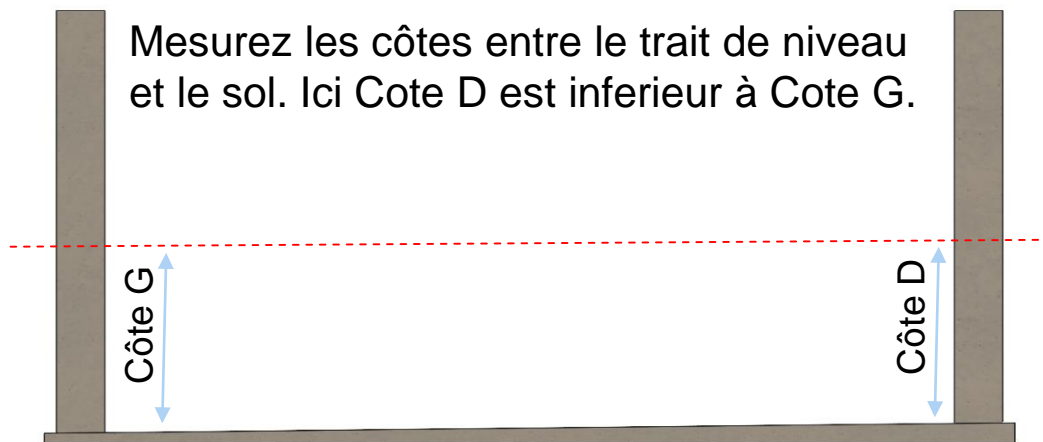 Mesurez les côtes entre le trait de niveau
et le sol. Ici Cote D est inferieur à Cote G.
Côte G
Côte D